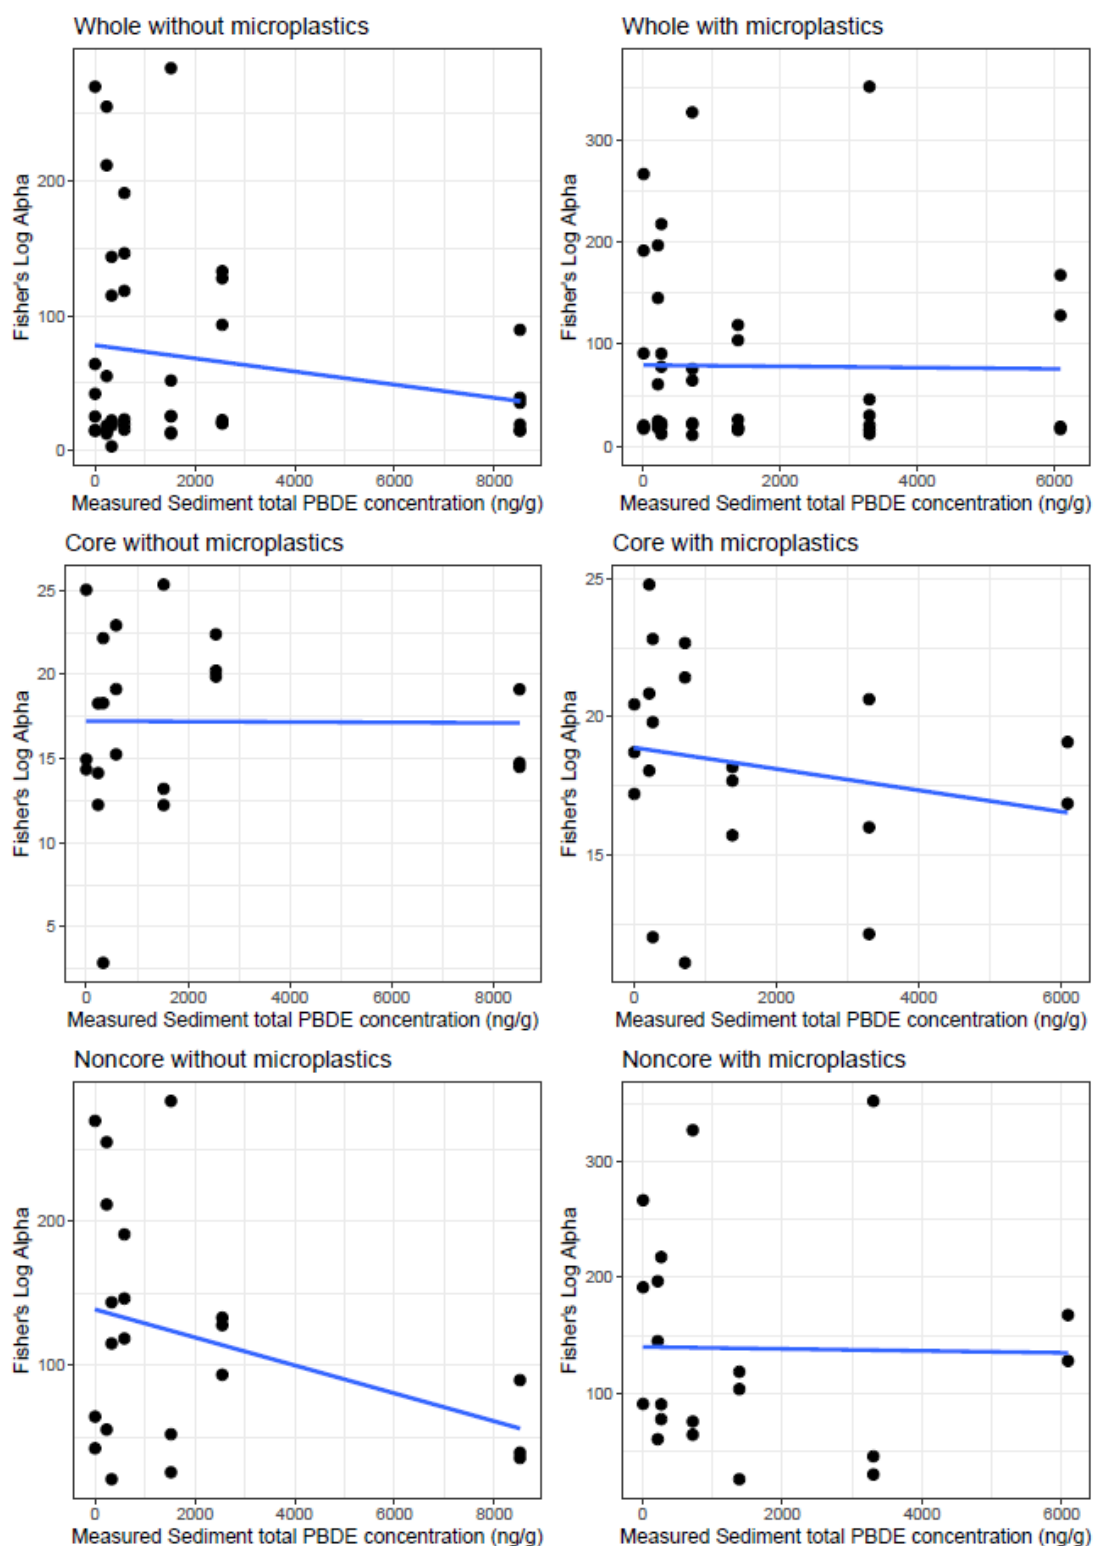 Whole without microplastics
Fisher's Log Alpha
200
100
0
0 2000 4000 6000 8000
Measured Sediment total PBDE concentration (ng/g)
Whole with microplastics
Fisher's Log Alpha
300
200
100
0
0 2000 4000 6000
Measured Sediment total PBDE concentration (ng/g)
Core without microplastics
Fisher's Log Alpha
25
20
15
10
5
0 2000 4000 6000 8000
Measured Sediment total PBDE concentration (ng/g)
Core with microplastics
Fisher's Log Alpha
25
20
15
0 2000 4000 6000
Measured Sediment total PBDE concentration (ng/g)
Noncore without microplastics
Fisher's Log Alpha
200
100
0 2000 4000 6000 8000
Measured Sediment total PBDE concentration (ng/g)
Noncore with microplastics
Fisher's Log Alpha
300
200
100
0 2000 4000 6000
Measured Sediment total PBDE concentration (ng/g)